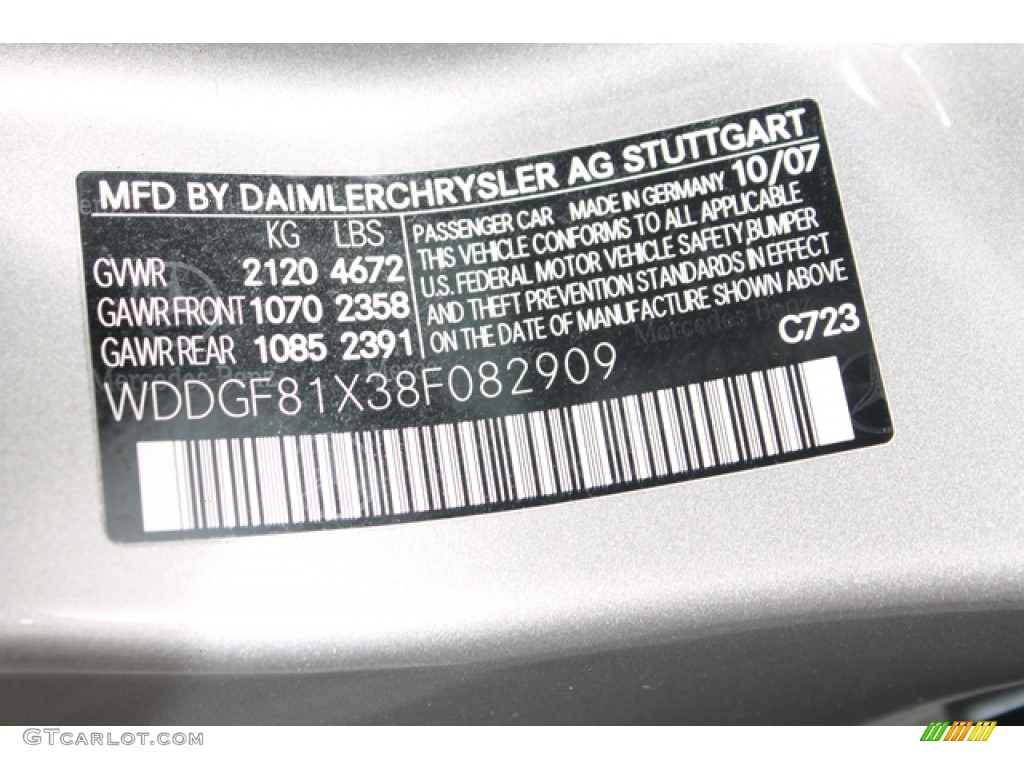 MFD BY DAIMLERCHRYSLER AG STUTTGART
KG LBS
GVWR 2120 4672
GAWR FRONT 1070 2358
GAWR REAR 1085 2391
10/07
PASSENGER CAR MADE IN GERMANY
THIS VEHICLE CONFORMS TO ALL APPLICABLE
U.S. FEDERAL MOTOR VEHICLE SAFETY,BUMPER
AND THEFT PREVENTION STANDARDS IN EFFECT
ON THE DATE OF MANUFACTURE SHOWN ABOVE
Mercedes-Benz
C723
WDDGF81X38F082909
GTCARLOT.COM